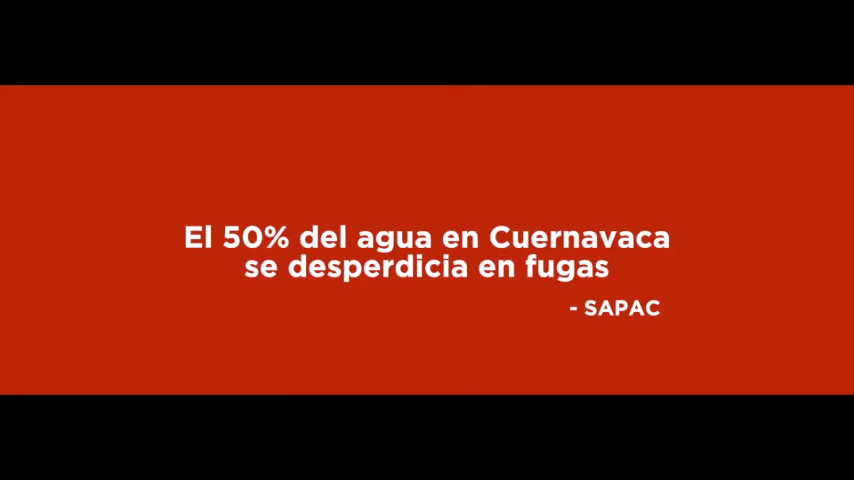 El 50% del agua en Cuernavaca
se desperdicia en fugas
- SAPAC